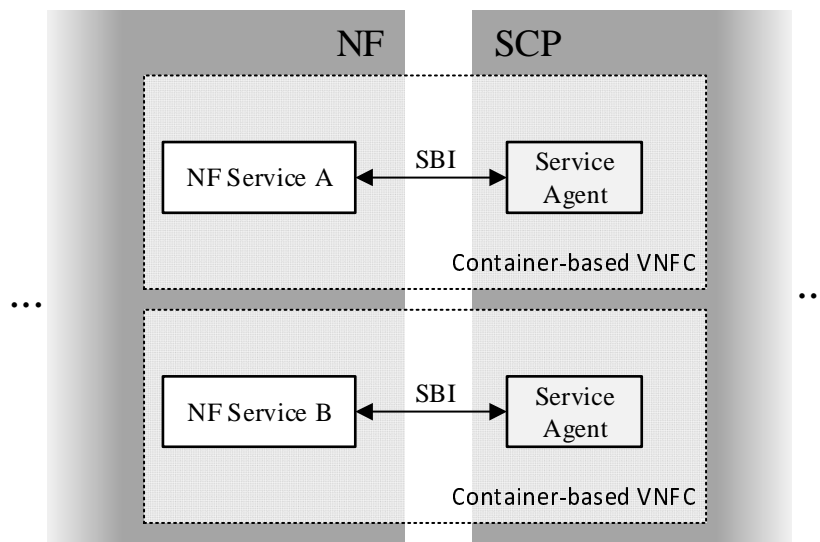 NF SCP
NF Service A
SBI
Service
Agent
Container-based VNFC
...
..
NF Service B
SBI
Service
Agent
Container-based VNFC